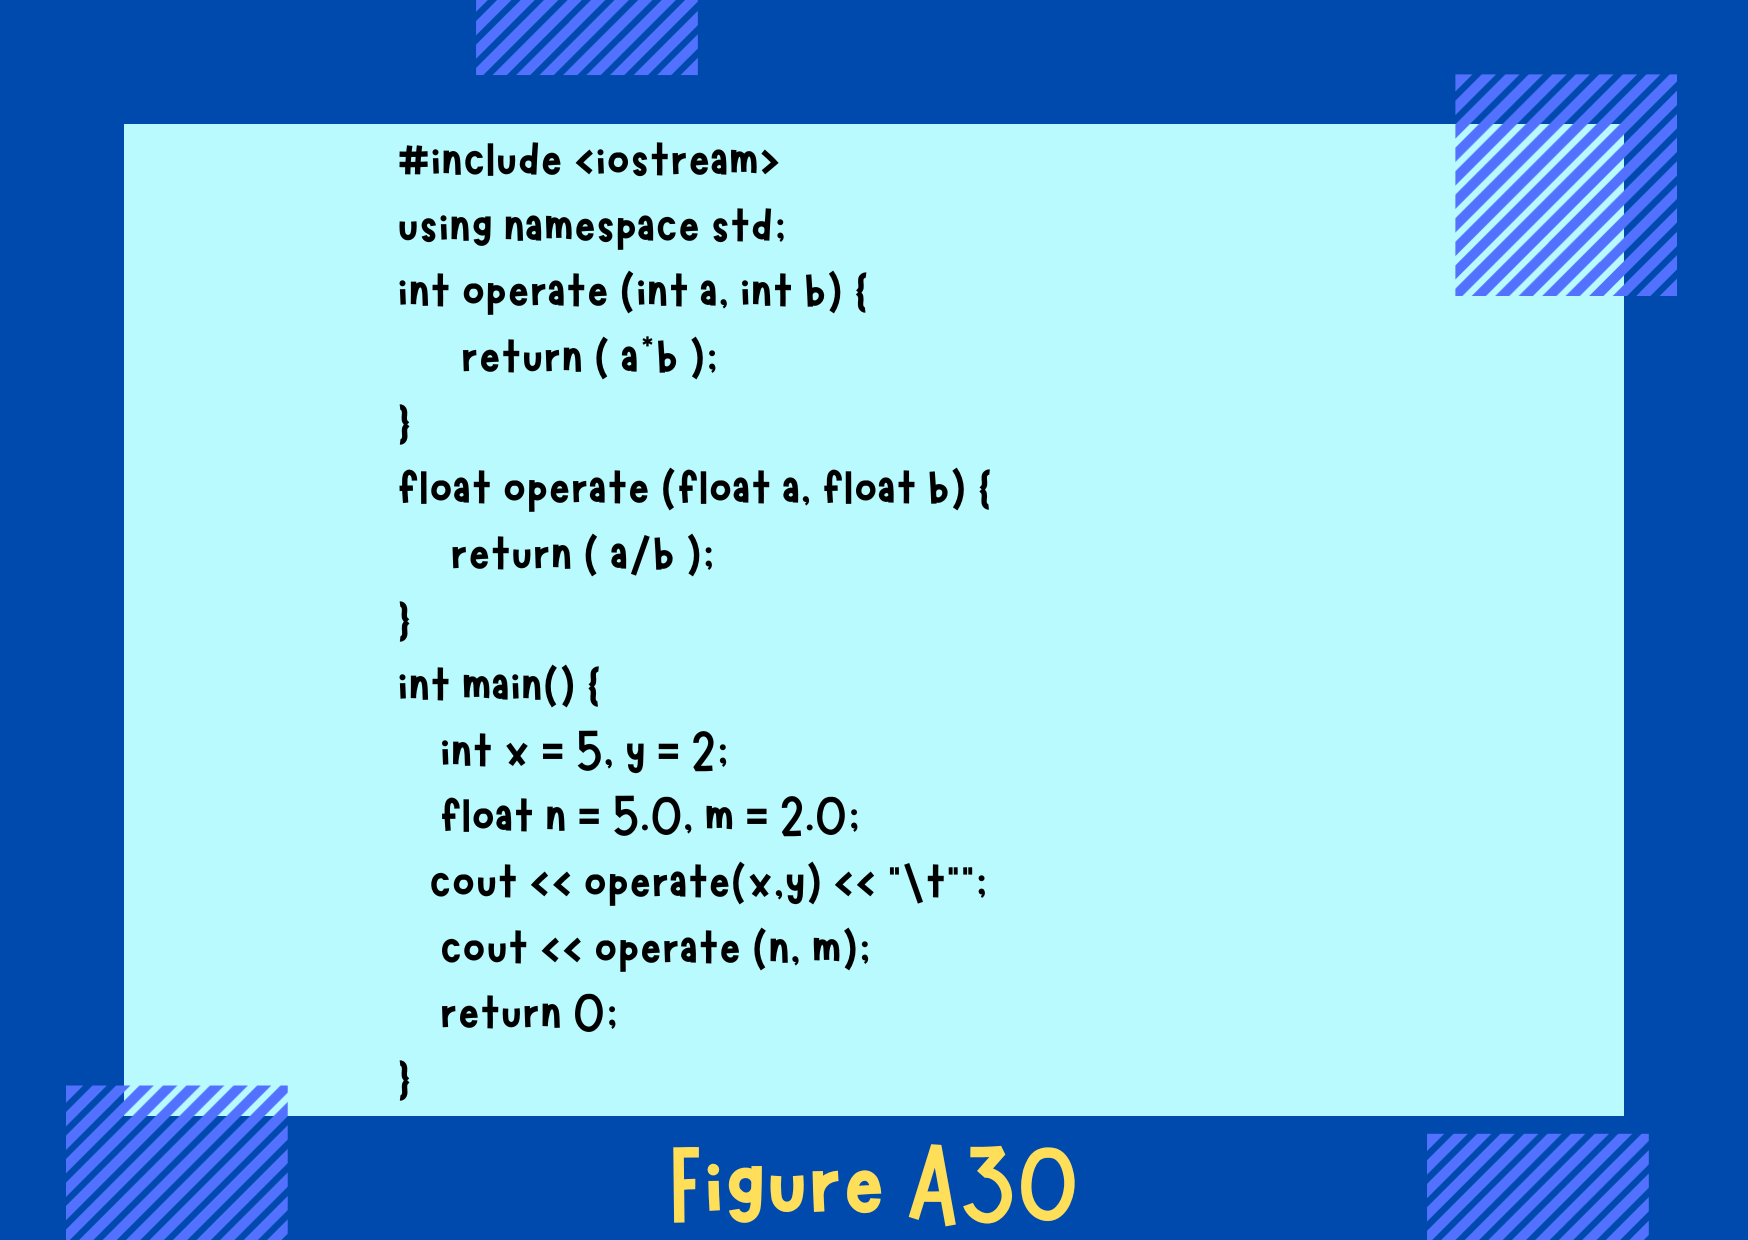 #include <iostream>
using namespace std;
int operate (int a, int b) {
return ( a*b );
}
float operate (float a, float b) {
return ( a/b );
}
int main() {
int x = 5, y = 2;
float n = 5.0, m = 2.0;
cout << operate(x,y) << "\t"";
cout << operate (n, m);
return 0;
}
Figure A30